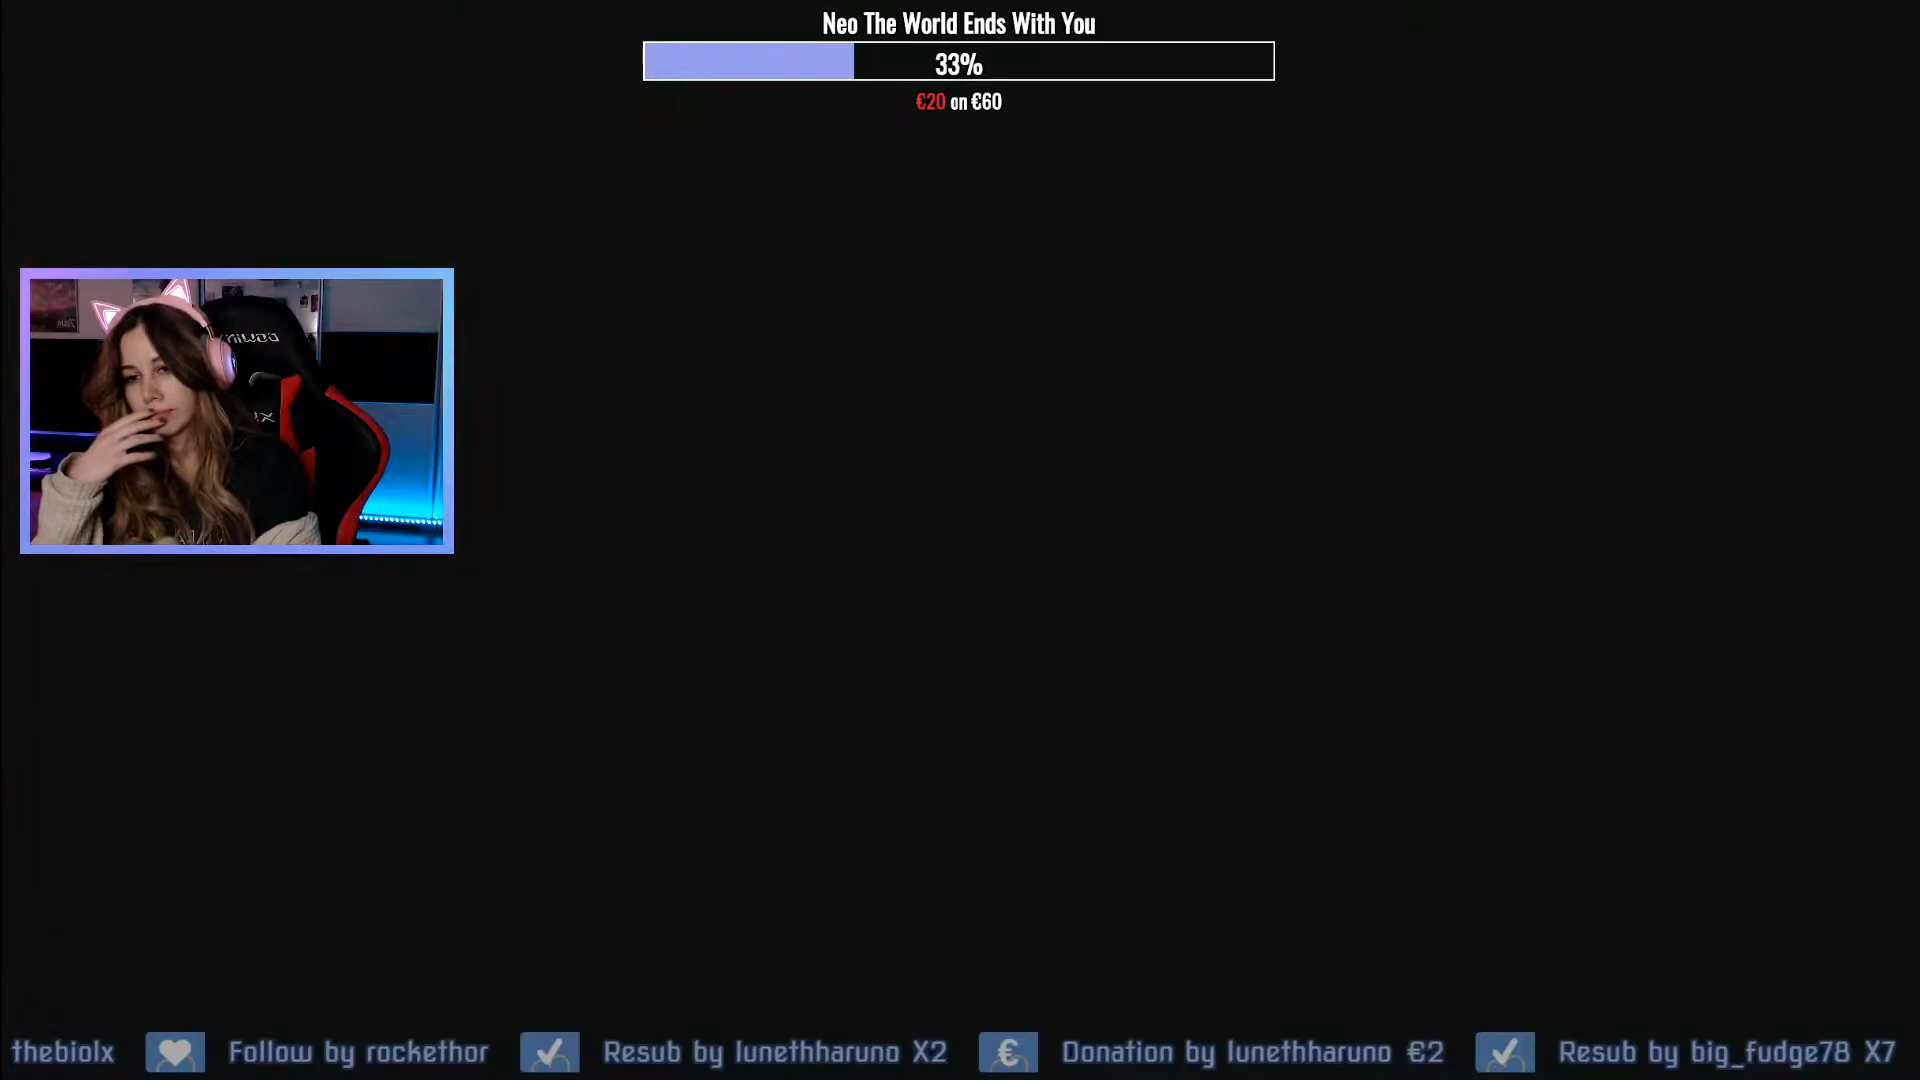 Neo The World Ends With You
33%
€20 on €60
thebiolx Follow by rockethor Resub by lunethharuno X2 Donation by lunethharuno €2 Resub by big_fudge78 X7